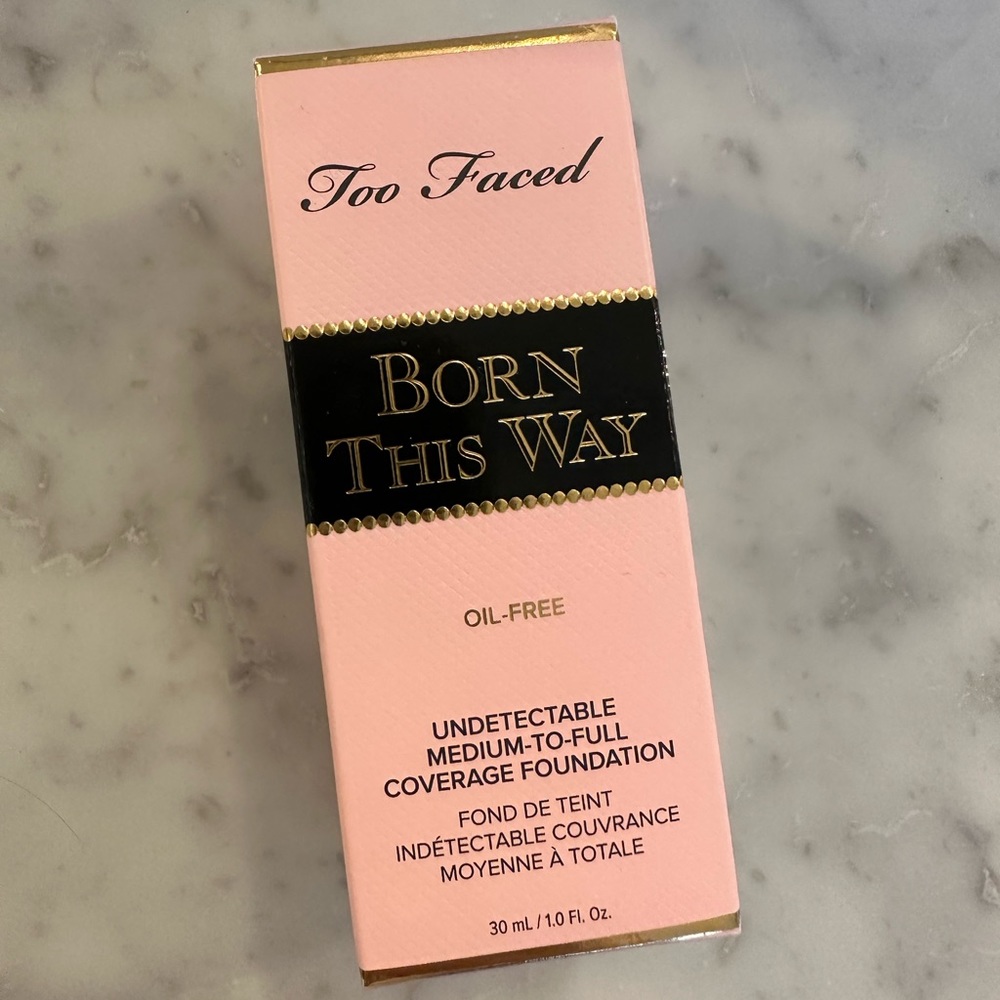 Too Faced
BORN
THIS WAY
OIL-FREE
UNDETECTABLE
MEDIUM-TO-FULL
COVERAGE FOUNDATION
FOND DE TEINT
INDÉTECTABLE COUVRANCE
MOYENNE À TOTALE
30 mL / 1.0 Fl. Oz.